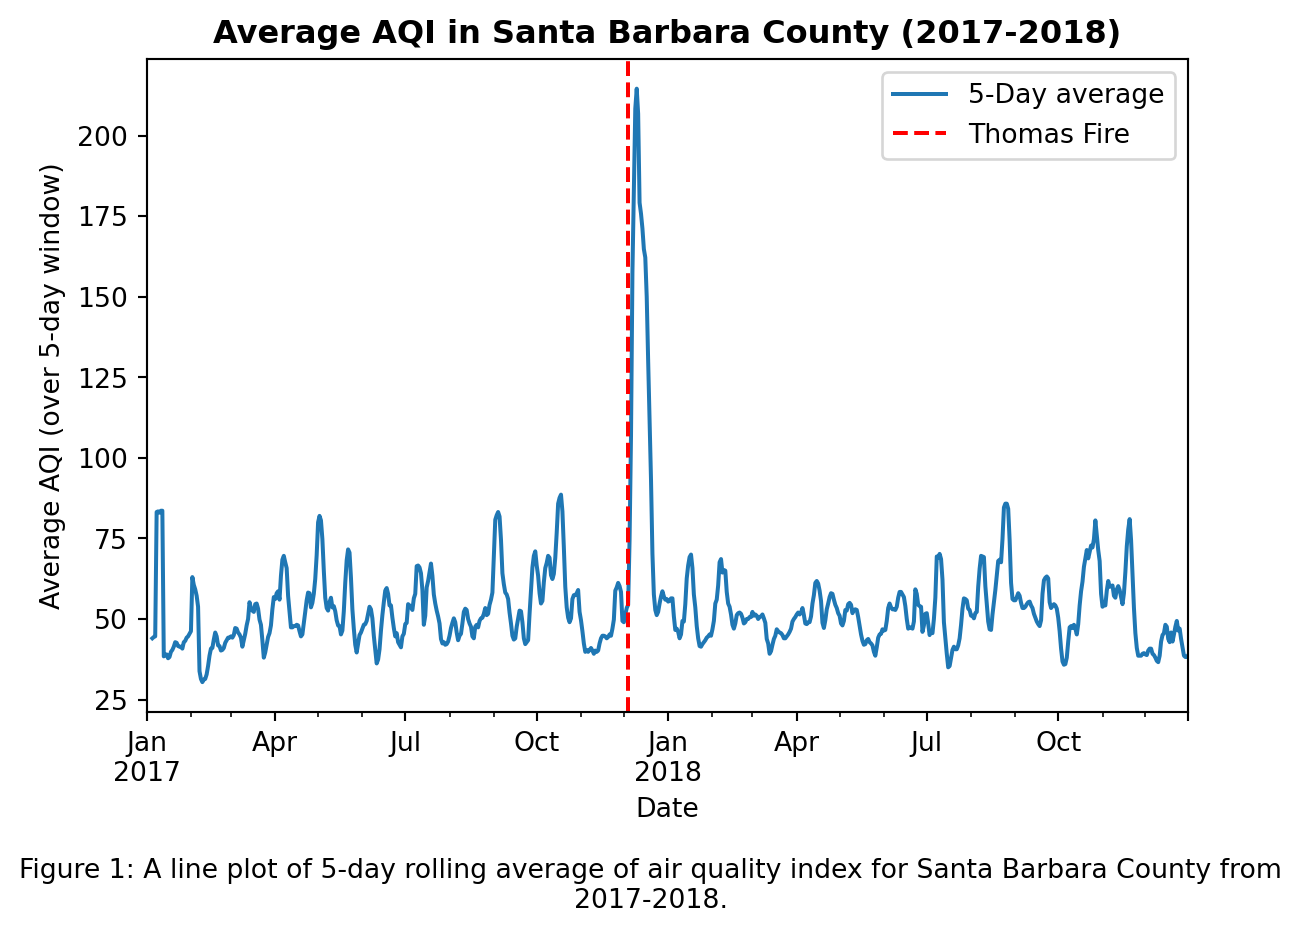 Average AQI in Santa Barbara County (2017-2018)
5-Day average
Thomas Fire
Average AQI (over 5-day window)
200
175
150
125
100
75
50
25
Jan Apr Jul Oct Jan Apr Jul Oct
2017 2018
Date
Figure 1: A line plot of 5-day rolling average of air quality index for Santa Barbara County from
2017-2018.